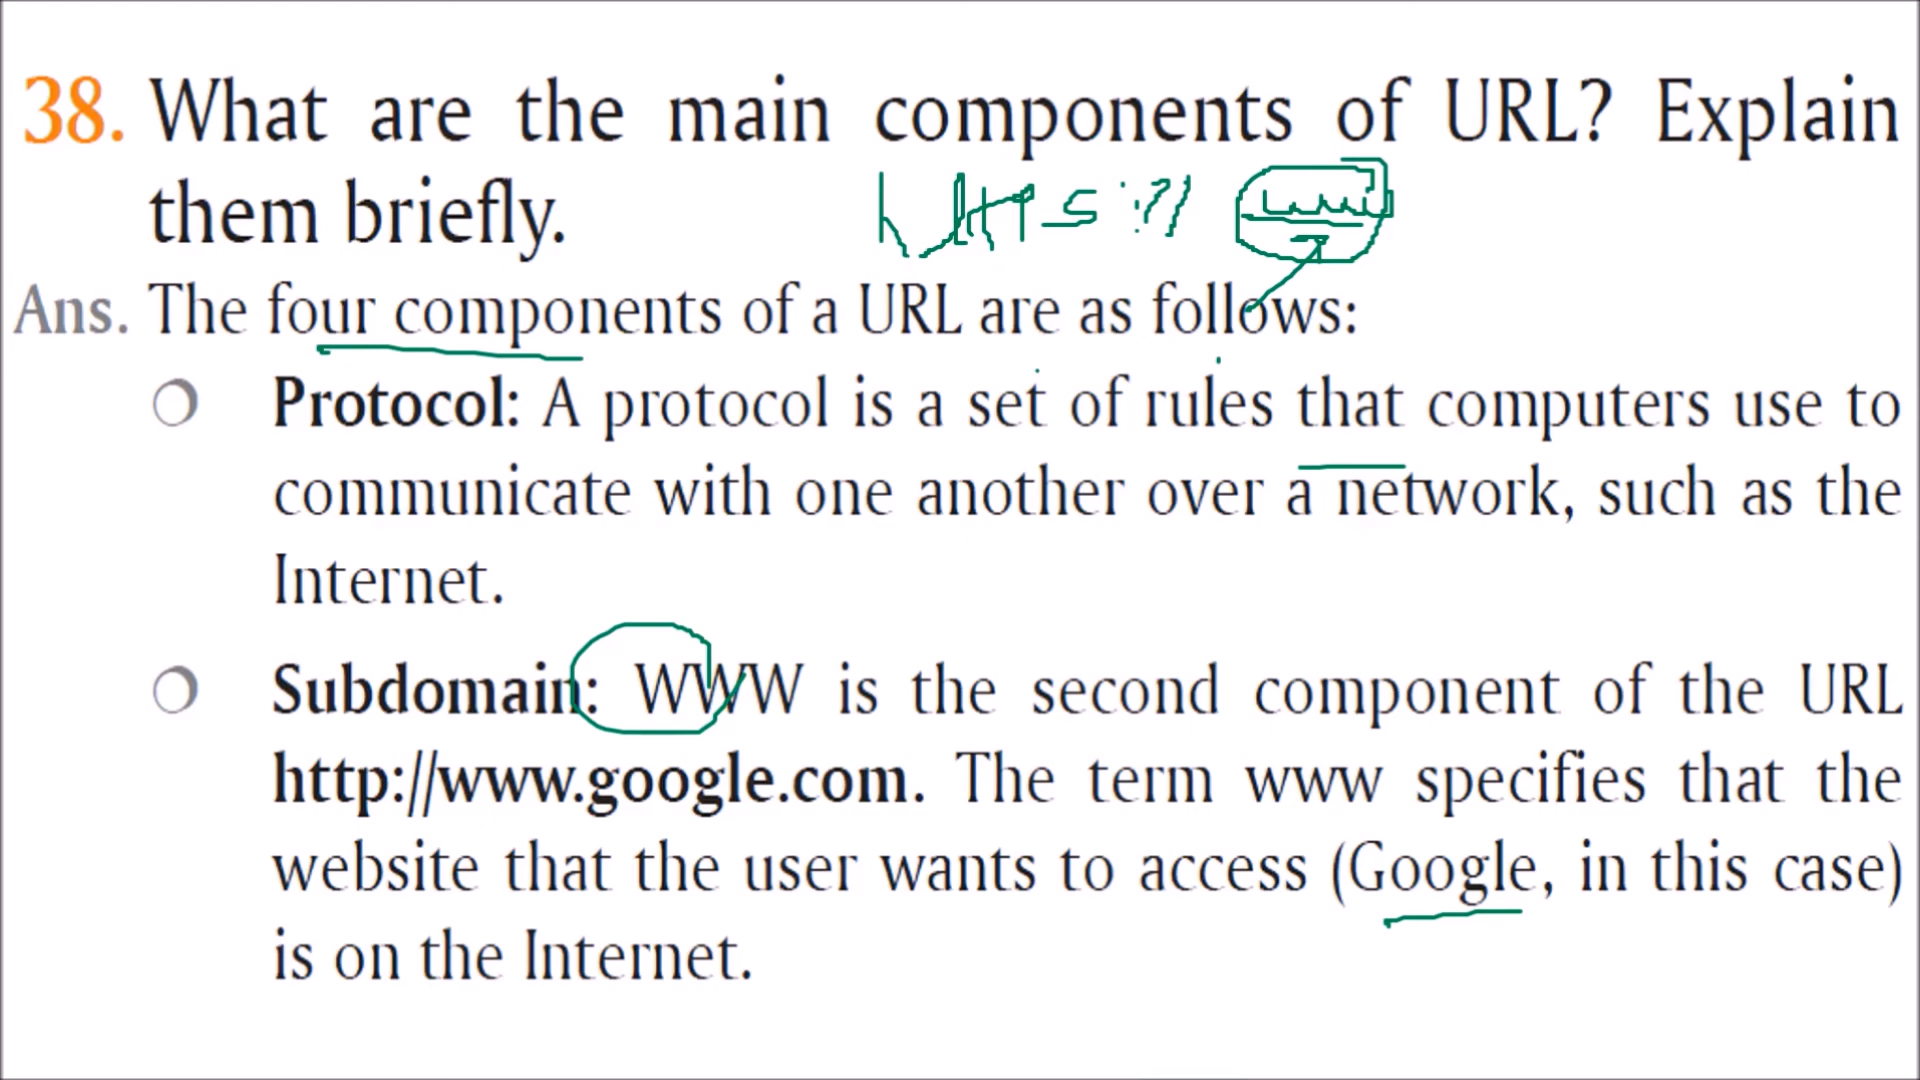 38. What are the main components of URL? Explain
them briefly.
https://
www
Ans. The four components of a URL are as follows:
Protocol: A protocol is a set of rules that computers use to
communicate with one another over a network, such as the
Internet.
Subdomain: WWW is the second component of the URL
http://www.google.com. The term www specifies that the
website that the user wants to access (Google, in this case)
is on the Internet.